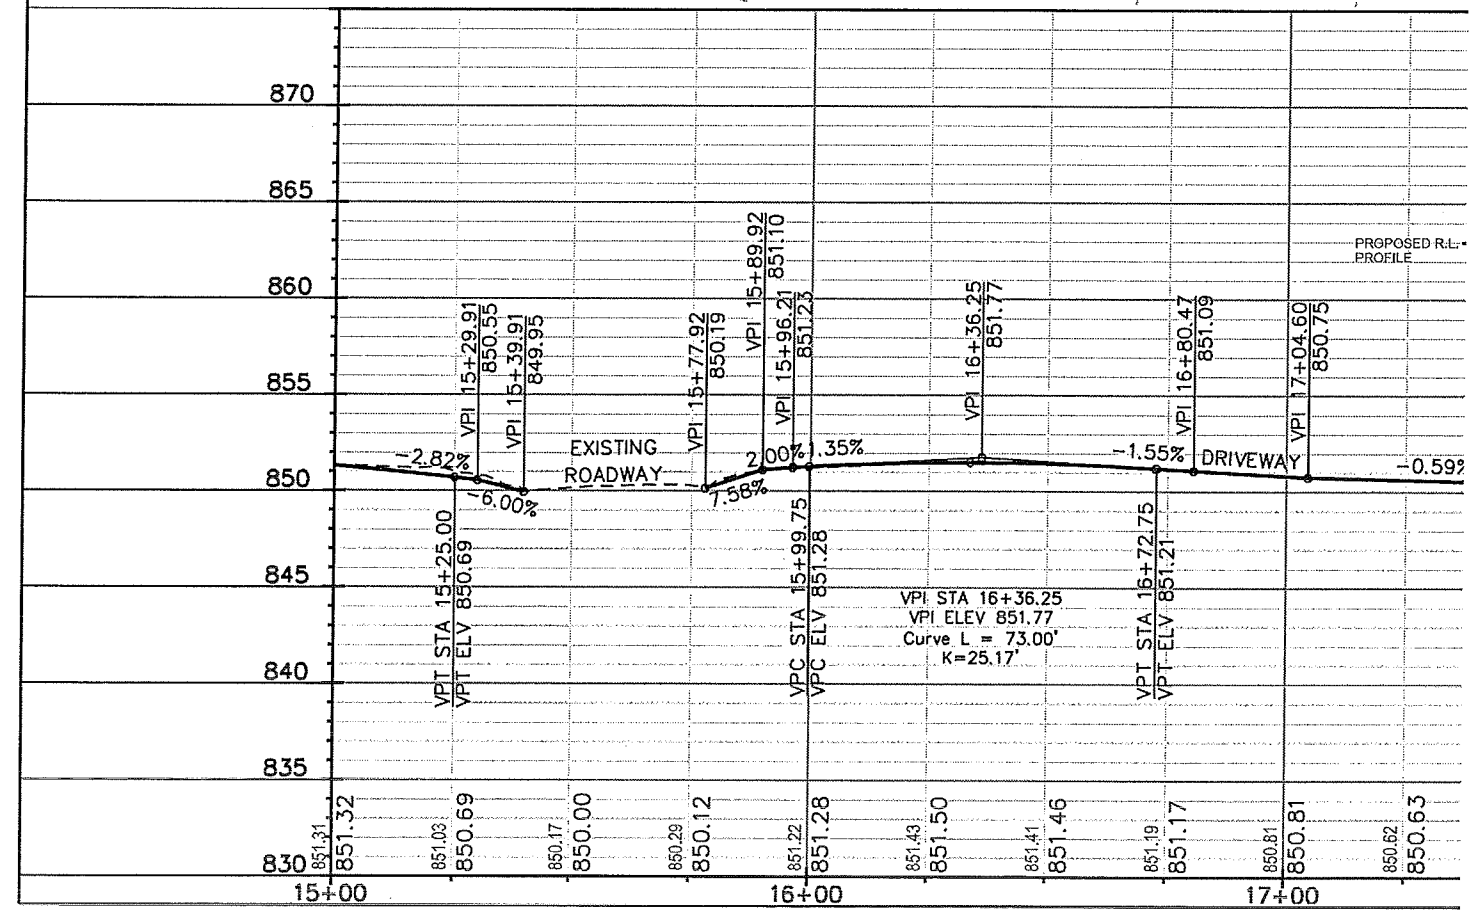 870
865
860
855
850
845
840
835
830
PROPOSED R.L.
PROFILE
VPI 15+29.91
850.55
VPI 15+39.91
849.95
VPI 15+77.92
850.19
VPI 15+89.92
851.10
VPI 15+96.21
851.23
VPI 16+36.25
851.77
VPI 16+80.47
851.09
VPI 17+04.60
850.75
-2.82%
-6.00%
EXISTING
ROADWAY
7.58%
2.00%
1.35%
-1.55%
DRIVEWAY
-0.59%
VPT STA 15+25.00
VPT ELV 850.69
VPC STA 15+99.75
VPC ELV 851.28
VPI STA 16+36.25
VPI ELEV 851.77
Curve L = 73.00'
K=25.17'
VPT STA 16+72.75
VPT ELV 851.21
851.31
851.32
851.03
850.69
850.17
850.00
850.29
850.12
851.22
851.28
851.43
851.50
851.41
851.46
851.19
851.17
850.81
850.81
850.62
850.63
15+00
16+00
17+00